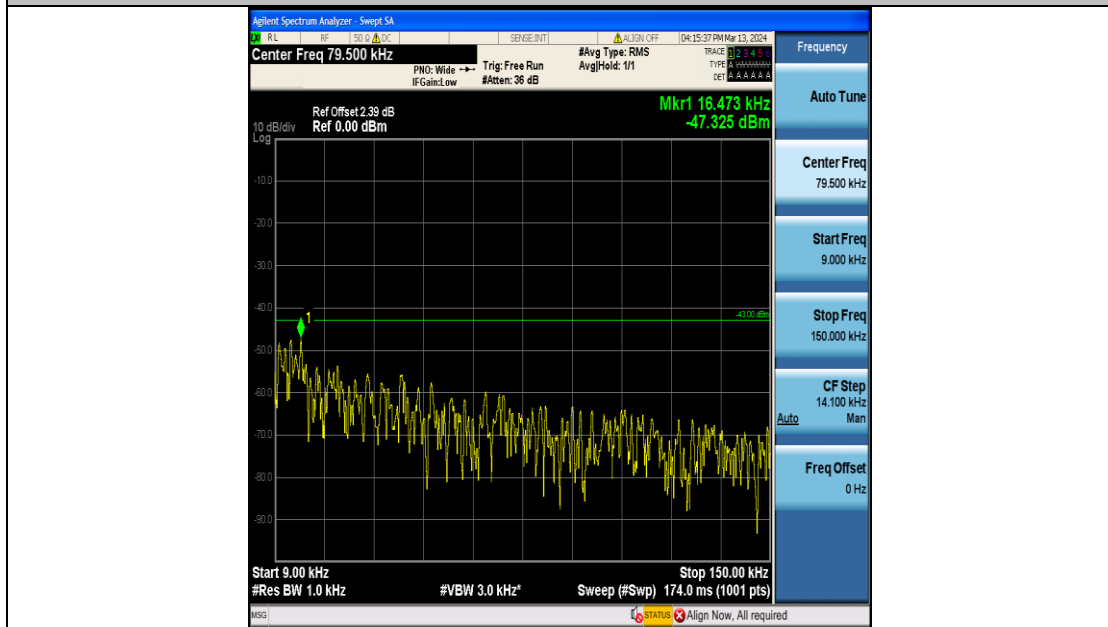 Agilent Spectrum Analyzer - Swept SA
RL RF 50 Ω DC SENSE:INT ALIGN OFF 04:15:37 PM Mar 13, 2024
Center Freq 79.500 kHz
PNO: Wide
IFGain:Low
Trig: Free Run
#Atten: 36 dB
#Avg Type: RMS
Avg|Hold: 1/1
TRACE 1 2 3 4 5 6
TYPE A
DET A A A A A A
Frequency
Ref Offset 2.39 dB
10 dB/div Ref 0.00 dBm
Log
Mkr1 16.473 kHz
-47.325 dBm
-10.0
-20.0
-30.0
-40.0
-50.0
-60.0
-70.0
-80.0
-90.0
1
-43.00 dBm
Start 9.00 kHz
Stop 150.00 kHz
#Res BW 1.0 kHz #VBW 3.0 kHz* Sweep (#Swp) 174.0 ms (1001 pts)
Auto Tune
Center Freq
79.500 kHz
Start Freq
9.000 kHz
Stop Freq
150.000 kHz
CF Step
14.100 kHz
Auto Man
Freq Offset
0 Hz
MSG STATUS Align Now, All required